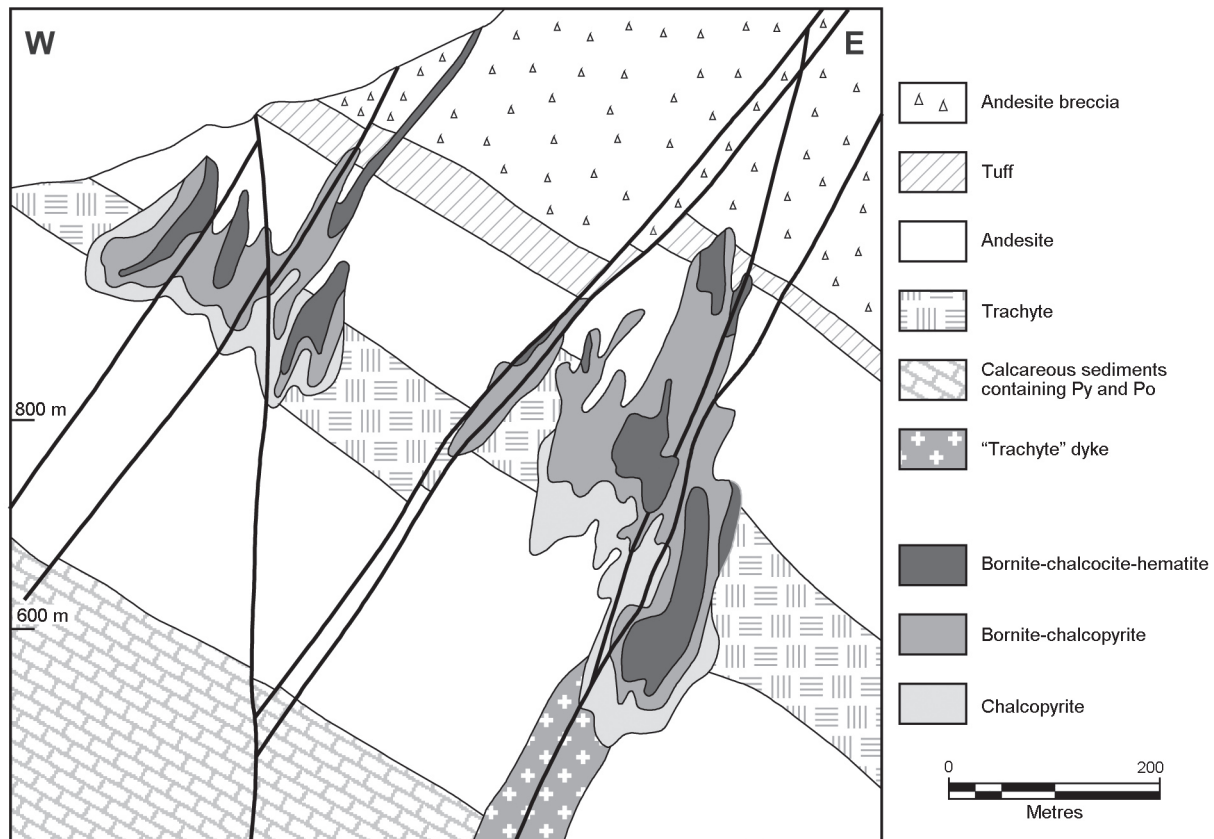 W
E
800 m
600 m
Andesite breccia
Tuff
Andesite
Trachyte
Calcareous sediments
containing Py and Po
“Trachyte” dyke
Bornite-chalcocite-hematite
Bornite-chalcopyrite
Chalcopyrite
0 200
Metres